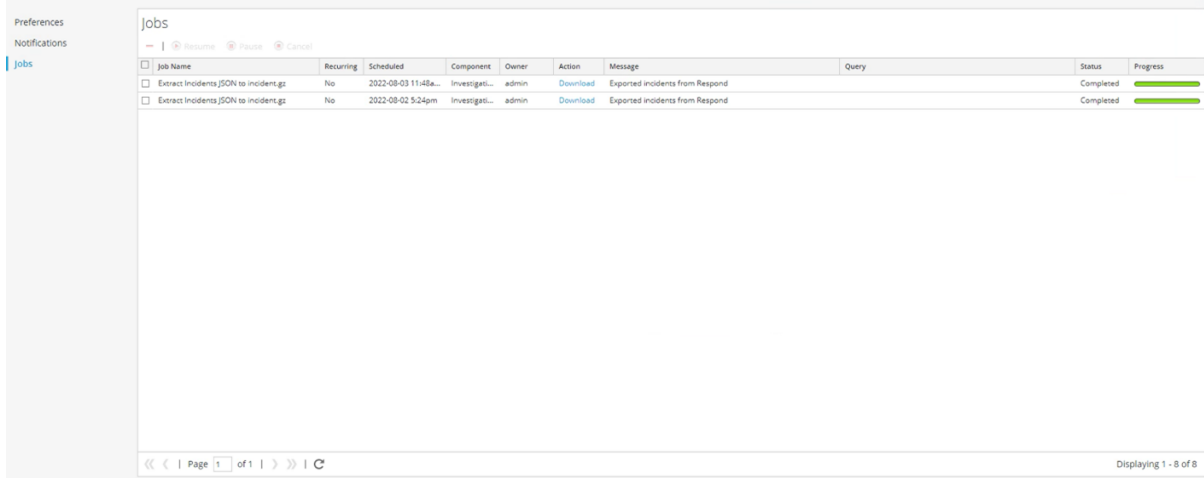 Preferences
Notifications
Jobs
Jobs
Resume Pause Cancel
Job Name Recurring Scheduled Component Owner Action Message Query Status Progress
Extract Incidents JSON to incident.gz No 2022-08-03 11:48a... Investigati... admin Download Exported incidents from Respond Completed
Extract Incidents JSON to incident.gz No 2022-08-02 5:24pm Investigati... admin Download Exported incidents from Respond Completed
Page 1 of 1
Displaying 1 - 8 of 8